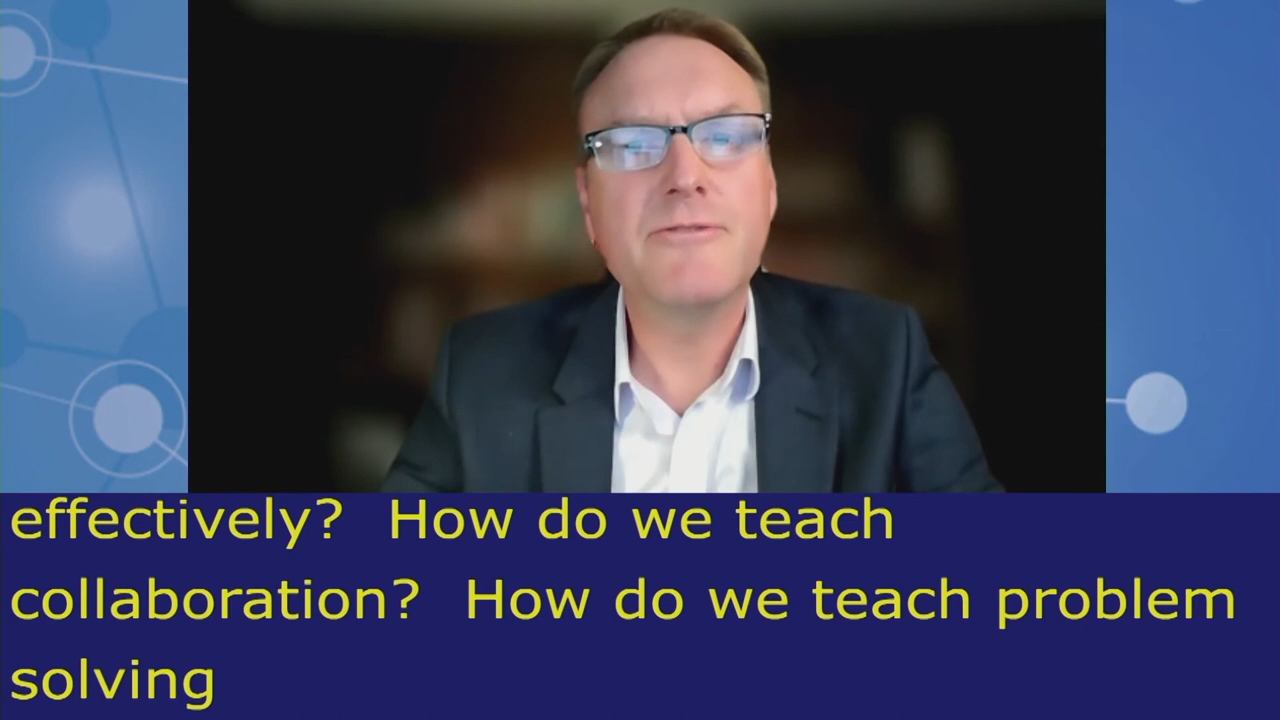 effectively?  How do we teach
collaboration?  How do we teach problem
solving